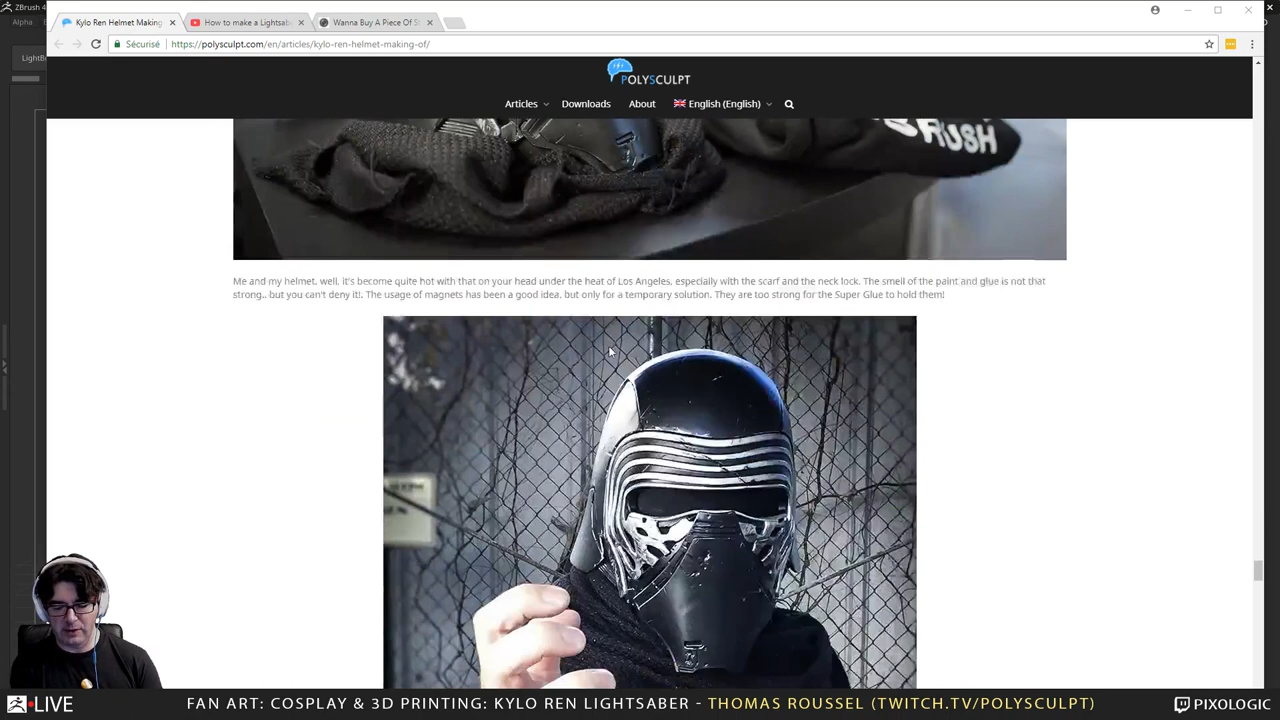 ZBrush 4
Kylo Ren Helmet Making
How to make a Lightsab
Wanna Buy A Piece Of S
Alpha
Sécurisé
https://polysculpt.com/en/articles/kylo-ren-helmet-making-of/
LightBo
POLYSCULPT
Articles
Downloads
About
English (English)
RUSH
Me and my helmet. well, it's become quite hot with that on your head under the heat of Los Angeles, especially with the scarf and the neck lock. The smell of the paint and glue is not that
strong.. but you can't deny it!. The usage of magnets has been a good idea, but only for a temporary solution. They are too strong for the Super Glue to hold them!
LIVE
FAN ART: COSPLAY & 3D PRINTING: KYLO REN LIGHTSABER - THOMAS ROUSSEL (TWITCH.TV/POLYSCULPT)
PIXOLOGIC